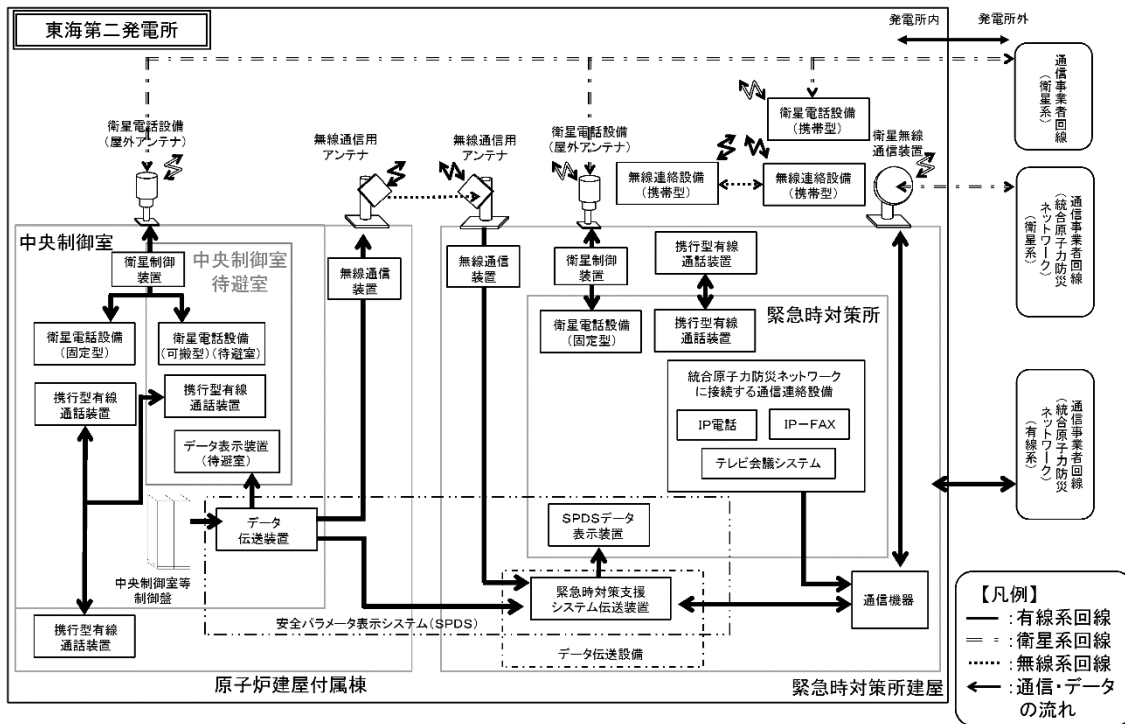 東海第二発電所
発電所内
発電所外
通信事業者回線
(衛星系)
衛星電話設備
(屋外アンテナ)
無線通信用
アンテナ
無線通信用
アンテナ
衛星電話設備
(屋外アンテナ)
衛星電話設備
(携帯型)
無線連絡設備
(携帯型)
無線連絡設備
(携帯型)
衛星無線
通信装置
通信事業者回線
(統合原子力防災
ネットワーク)
(衛星系)
中央制御室
中央制御室
待避室
衛星制御
装置
無線通信
装置
無線通信
装置
衛星制御
装置
携行型有線
通話装置
緊急時対策所
衛星電話設備
(固定型)
衛星電話設備
(可搬型)(待避室)
衛星電話設備
(固定型)
携行型有線
通話装置
携行型有線
通話装置
携行型有線
通話装置
統合原子力防災ネットワーク
に接続する通信連絡設備
IP電話
IP-FAX
テレビ会議システム
通信事業者回線
(統合原子力防災
ネットワーク)
(有線系)
データ表示装置
(待避室)
データ
伝送装置
SPDSデータ
表示装置
中央制御室等
制御盤
緊急時対策支援
システム伝送装置
通信機器
携行型有線
通話装置
安全パラメータ表示システム(SPDS)
データ伝送設備
原子炉建屋付属棟
緊急時対策所建屋
【凡例】
:有線系回線
:衛星系回線
:無線系回線
:通信・データ
の流れ